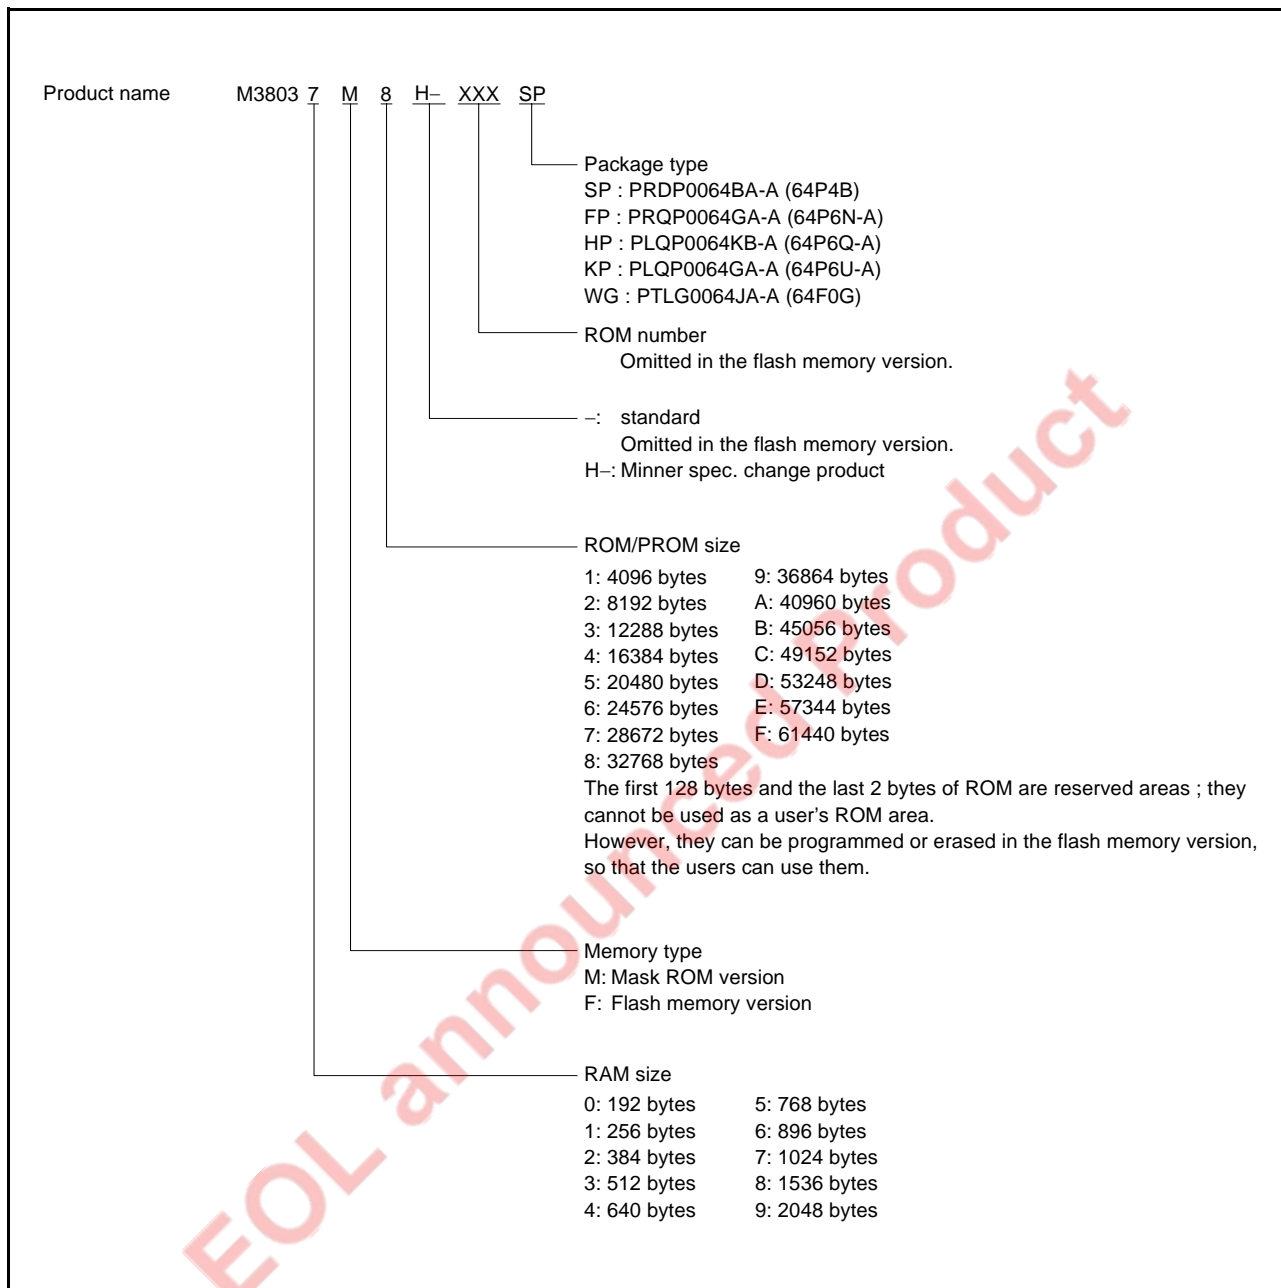 Product name M3803 7 M 8 H– XXX SP
Package type
SP : PRDP0064BA-A (64P4B)
FP : PRQP0064GA-A (64P6N-A)
HP : PLQP0064KB-A (64P6Q-A)
KP : PLQP0064GA-A (64P6U-A)
WG : PTLG0064JA-A (64F0G)
ROM number
Omitted in the flash memory version.
–: standard
Omitted in the flash memory version.
H–: Minner spec. change product
ROM/PROM size
1: 4096 bytes 9: 36864 bytes
2: 8192 bytes A: 40960 bytes
3: 12288 bytes B: 45056 bytes
4: 16384 bytes C: 49152 bytes
5: 20480 bytes D: 53248 bytes
6: 24576 bytes E: 57344 bytes
7: 28672 bytes F: 61440 bytes
8: 32768 bytes
The first 128 bytes and the last 2 bytes of ROM are reserved areas ; they
cannot be used as a user’s ROM area.
However, they can be programmed or erased in the flash memory version,
so that the users can use them.
Memory type
M: Mask ROM version
F: Flash memory version
RAM size
0: 192 bytes 5: 768 bytes
1: 256 bytes 6: 896 bytes
2: 384 bytes 7: 1024 bytes
3: 512 bytes 8: 1536 bytes
4: 640 bytes 9: 2048 bytes
EOL announced Product